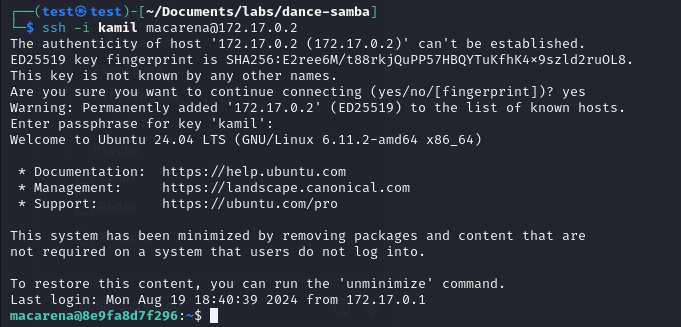 ┌──(test㉿test)-[~/Documents/labs/dance-samba]
└─$ ssh -i kamil macarena@172.17.0.2
The authenticity of host '172.17.0.2 (172.17.0.2)' can't be established.
ED25519 key fingerprint is SHA256:E2ree6M/t88rkjQuPP57HBQYTuKfhK4×9szld2ruOL8.
This key is not known by any other names.
Are you sure you want to continue connecting (yes/no/[fingerprint])? yes
Warning: Permanently added '172.17.0.2' (ED25519) to the list of known hosts.
Enter passphrase for key 'kamil':
Welcome to Ubuntu 24.04 LTS (GNU/Linux 6.11.2-amd64 x86_64)
* Documentation:  https://help.ubuntu.com
* Management:     https://landscape.canonical.com
* Support:        https://ubuntu.com/pro
This system has been minimized by removing packages and content that are
not required on a system that users do not log into.
To restore this content, you can run the 'unminimize' command.
Last login: Mon Aug 19 18:40:39 2024 from 172.17.0.1
macarena@8e9fa8d7f296:~$